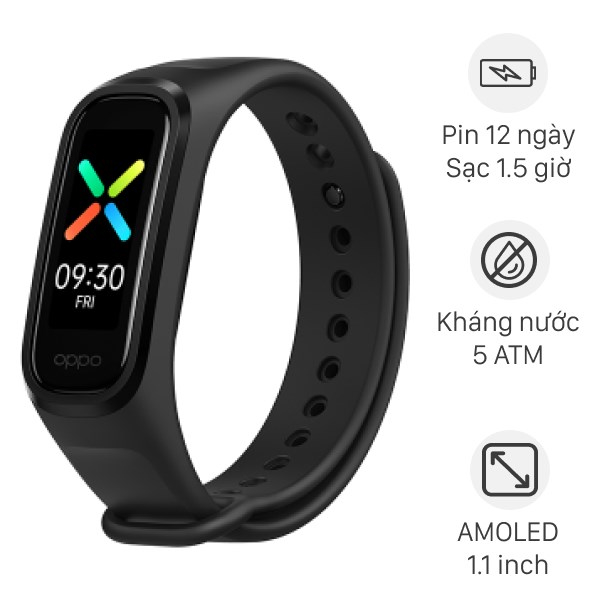 09:30
FRI
oppo
Pin 12 ngày
Sạc 1.5 giờ
Kháng nước
5 ATM
AMOLED
1.1 inch